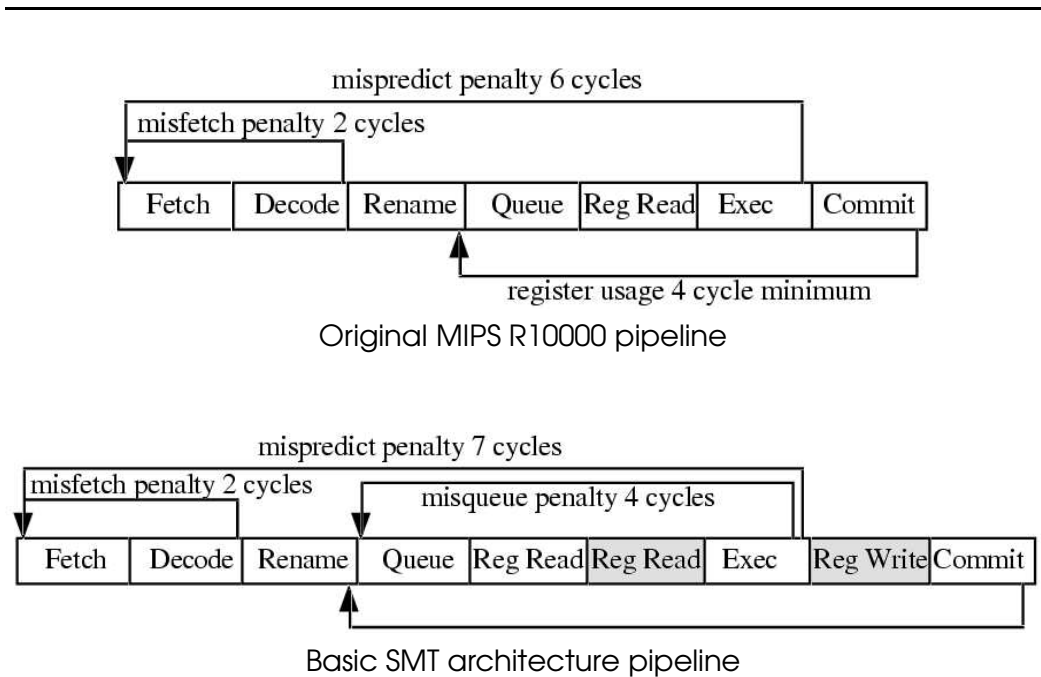 mispredict penalty 6 cycles
misfetch penalty 2 cycles
Fetch Decode Rename Queue Reg Read Exec Commit
register usage 4 cycle minimum
Original MIPS R10000 pipeline
mispredict penalty 7 cycles
misfetch penalty 2 cycles misqueue penalty 4 cycles
Fetch Decode Rename Queue Reg Read Reg Read Exec Reg Write Commit
Basic SMT architecture pipeline